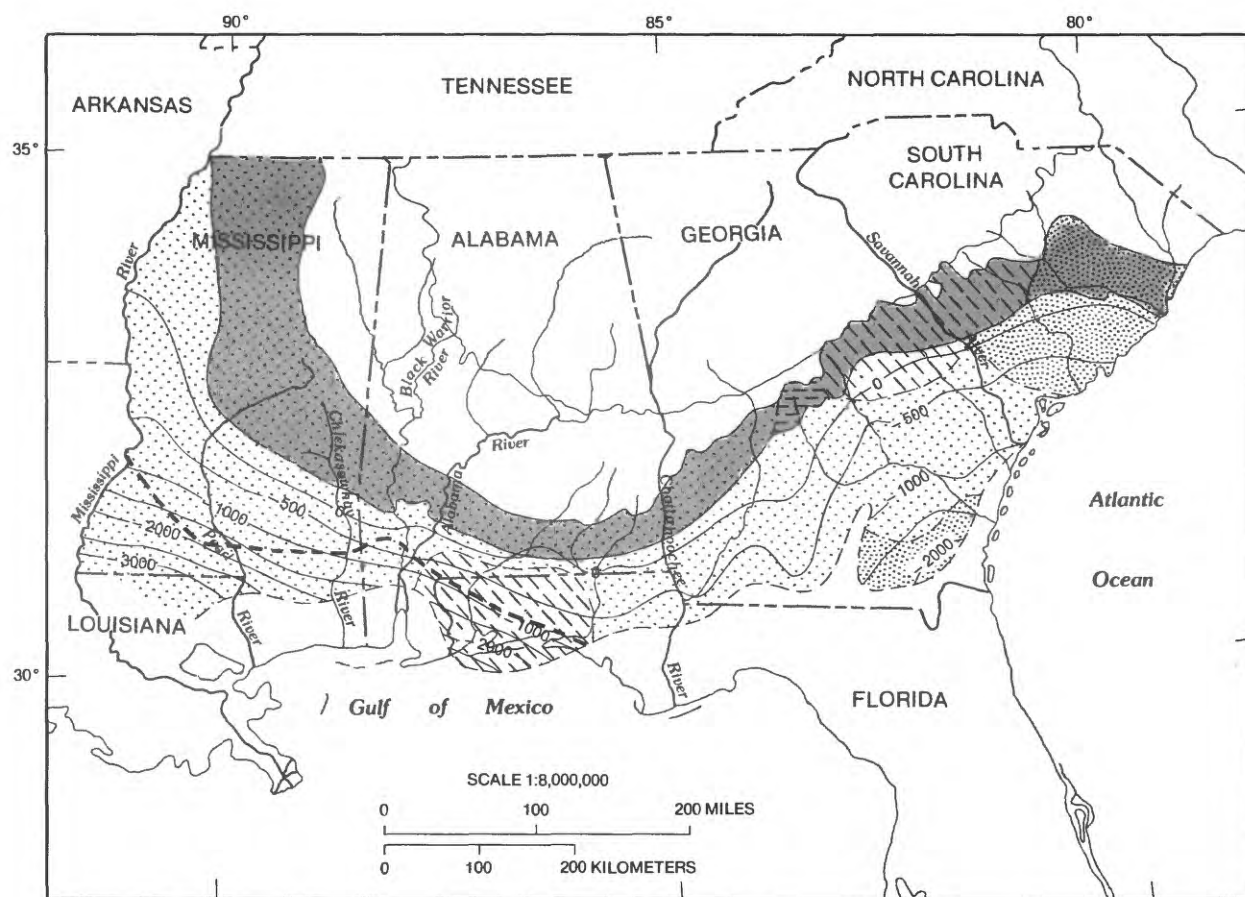 90°
85°
80°
ARKANSAS
TENNESSEE
NORTH CAROLINA
35°
SOUTH
CAROLINA
MISSISSIPPI
ALABAMA
GEORGIA
River
Savannah
River
Black Warrior
River
0
500
River
Chickasawhay
Alabama
Chattahoochee
Mississippi
500
1000
2000
3000
Pearl
1000
2000
Atlantic
Ocean
LOUISIANA
River
River
1000
2000
River
30°
FLORIDA
Gulf of Mexico
SCALE 1:8,000,000
0 100 200 MILES
0 100 200 KILOMETERS